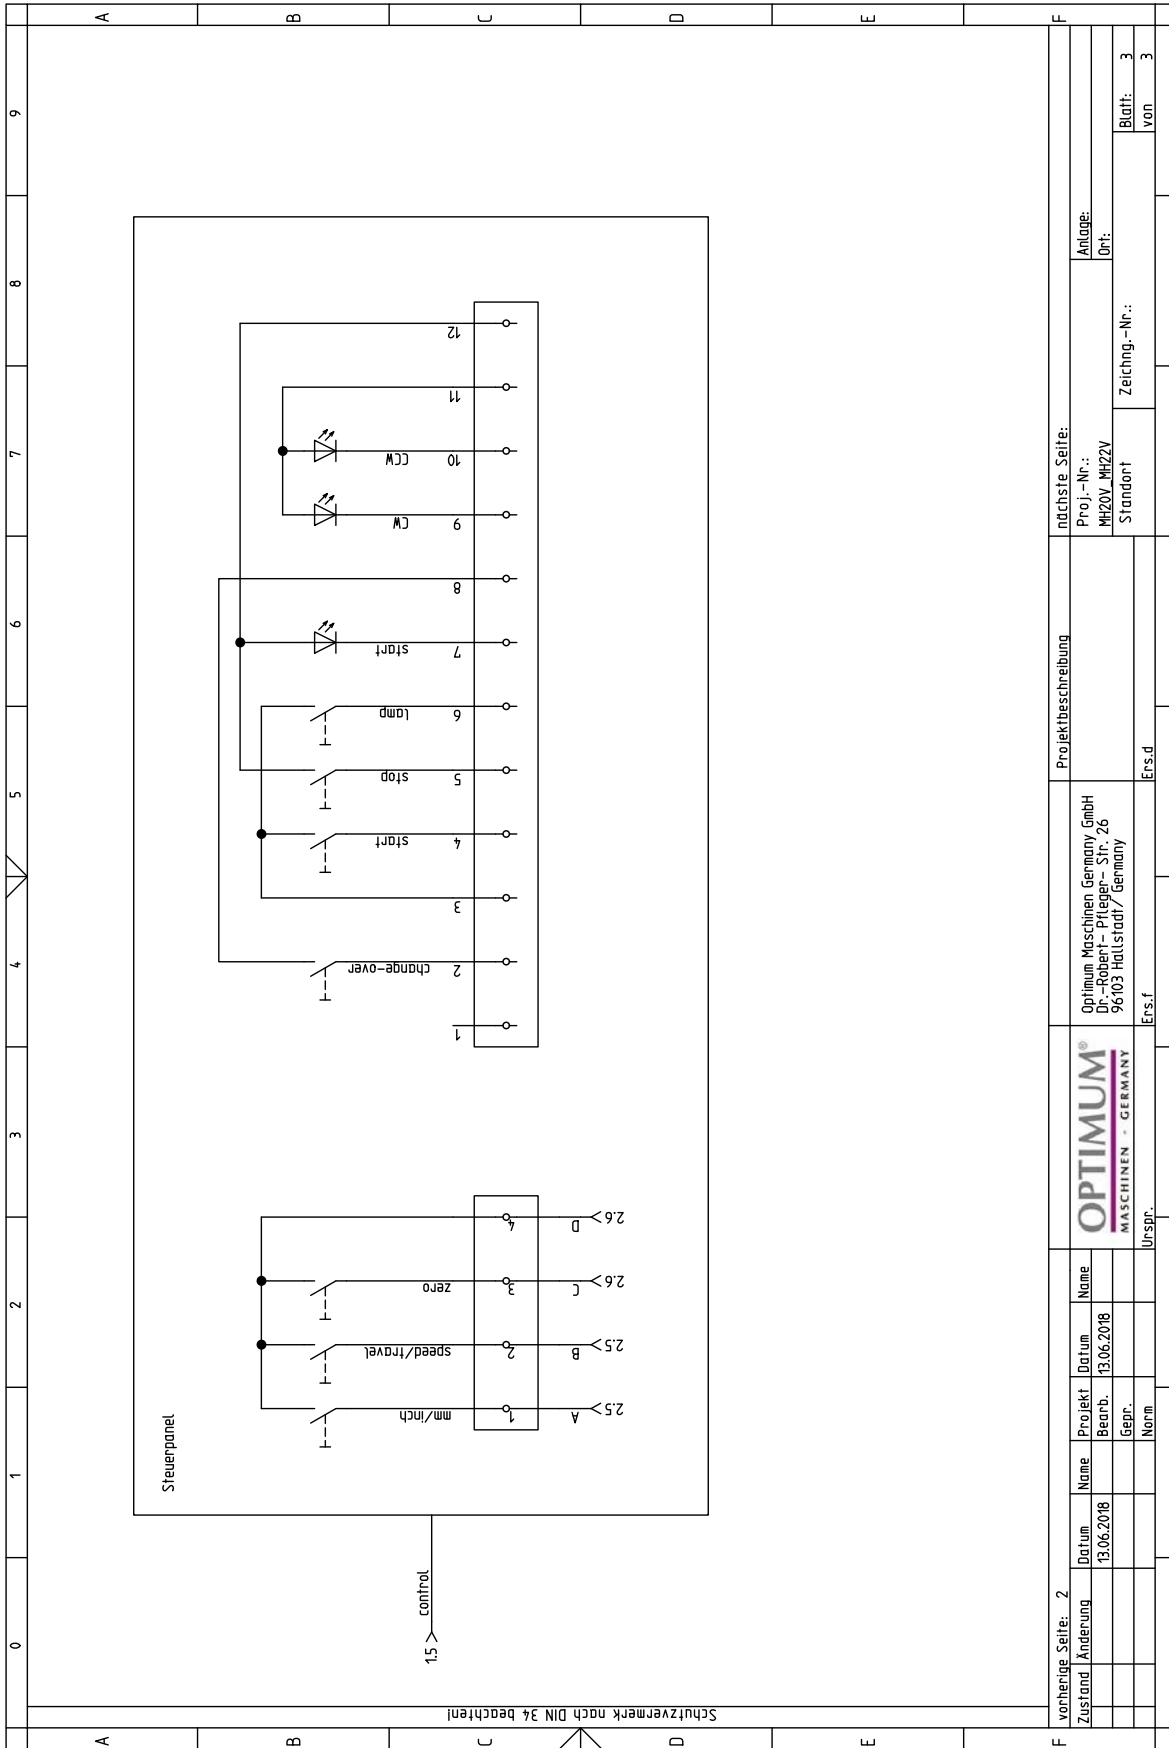 0 1 2 3 4 5 6 7 8 9
A A
B B
C C
D D
E E
F F
Schutzvermerk nach DIN 34 beachten!
Steuerpanel
1.5 control
mm/inch
speed/travel
zero
1 2 3 4
A B C D
2.5 2.5 2.6 2.6
change-over
start
stop
lamp
start
CW
CCW
1 2 3 4 5 6 7 8 9 10 11 12
vorherige Seite: 2
Zustand Änderung Datum Name Projekt Datum Name
13.06.2018 Bearb. 13.06.2018
Gepr.
Norm
Urspr. Ers.f Ers.d
OPTIMUM®
MASCHINEN - GERMANY
Optimum Maschinen Germany GmbH
Dr.-Robert- Pfleger- Str. 26
96103 Hallstadt/ Germany
Projektbeschreibung
nächste Seite:
Proj.-Nr.:
MH20V_MH22V
Standort
Anlage:
Ort:
Zeichng.-Nr.:
Blatt: 3
von 3